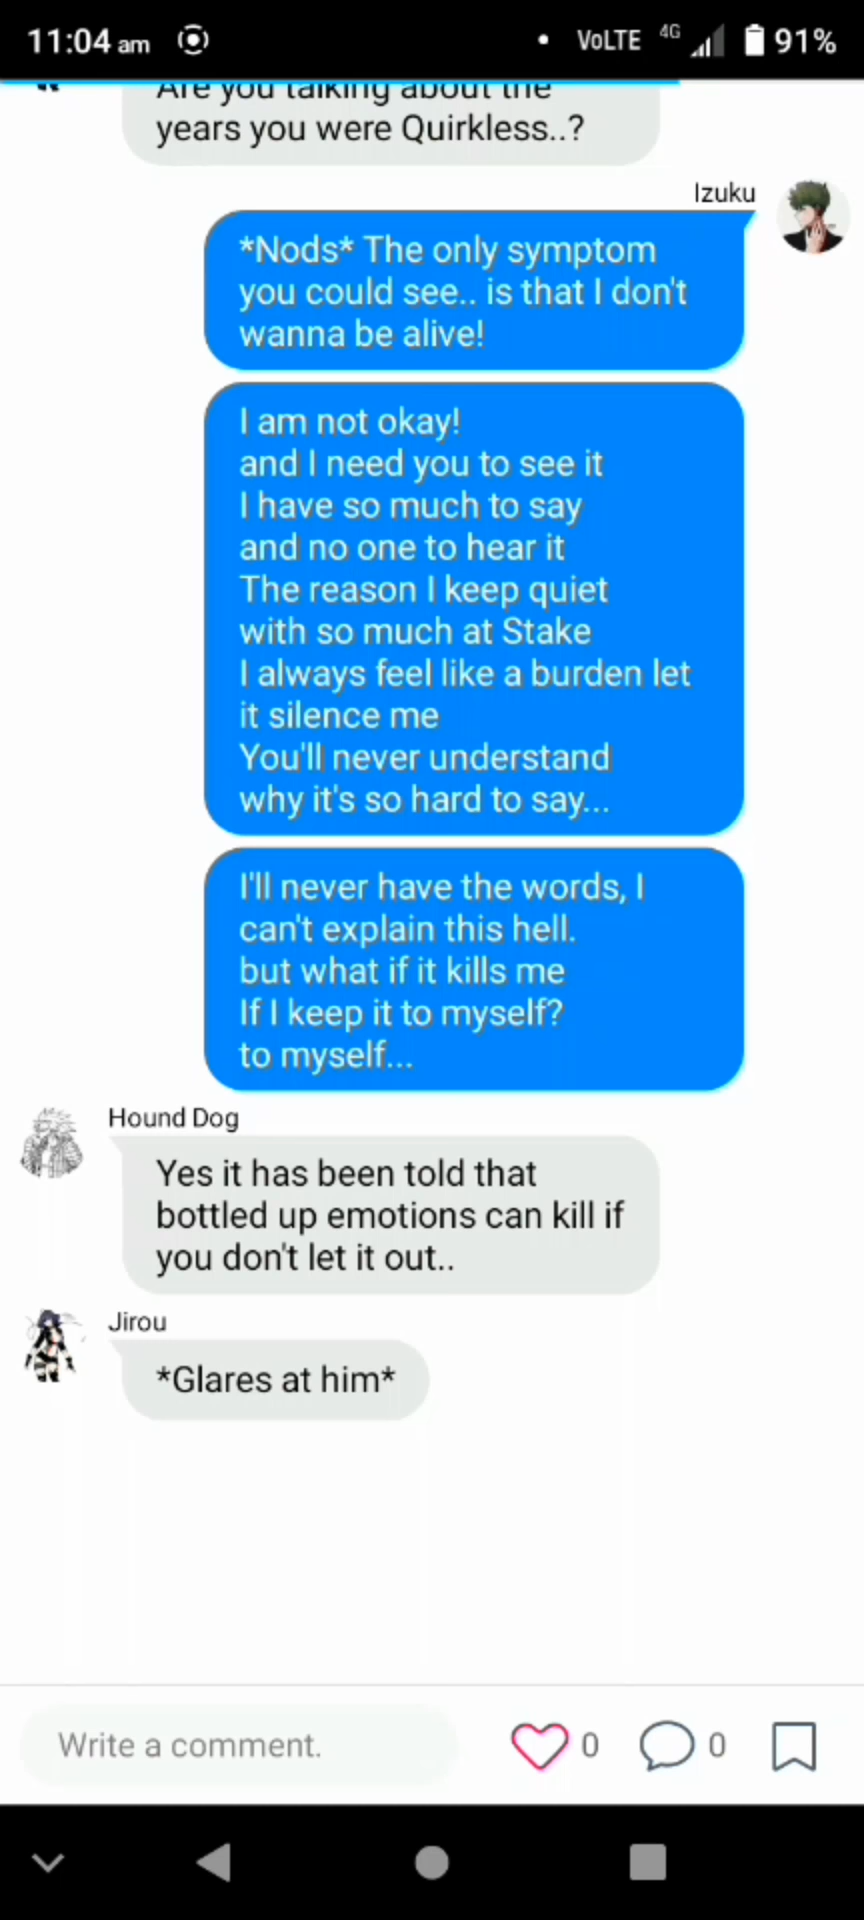 11:04 am VoLTE 4G 91%
Are you talking about the
years you were Quirkless..?
Izuku
*Nods* The only symptom
you could see.. is that I don't
wanna be alive!
I am not okay!
and I need you to see it
I have so much to say
and no one to hear it
The reason I keep quiet
with so much at Stake
I always feel like a burden let
it silence me
You'll never understand
why it's so hard to say...
I'll never have the words, I
can't explain this hell.
but what if it kills me
If I keep it to myself?
to myself...
Hound Dog
Yes it has been told that
bottled up emotions can kill if
you don't let it out..
Jirou
*Glares at him*
Write a comment. 0 0